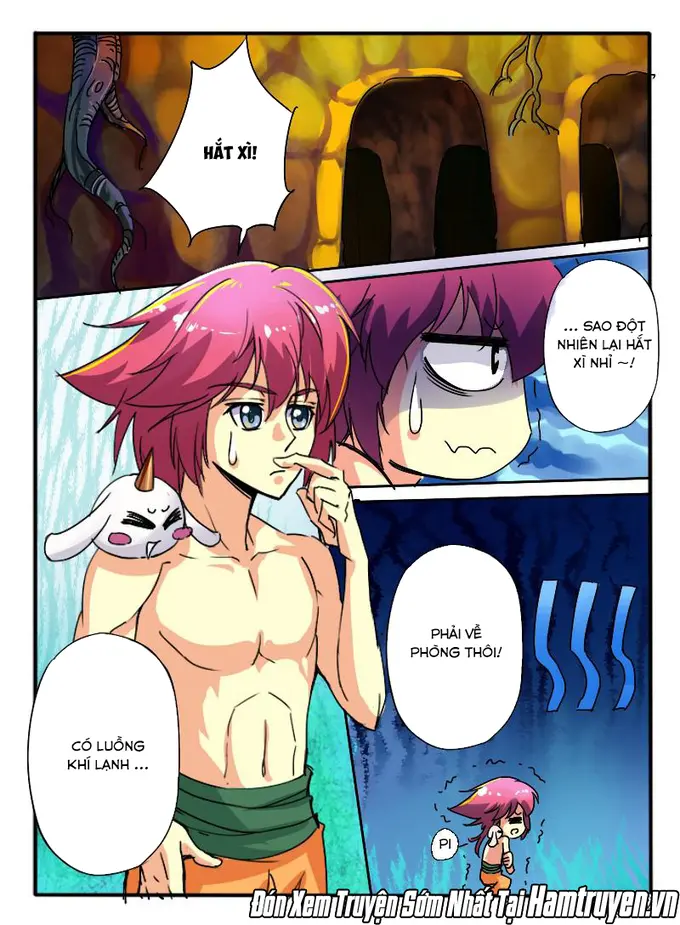 HẮT XÌ!
... SAO ĐỘT
NHIÊN LẠI HẮT
XÌ NHỈ ~!
CÓ LUỒNG
KHÍ LẠNH ...
PHẢI VỀ
PHÒNG THÔI!
PI
Đón Xem Truyện Sớm Nhất Tại Hamtruyen.vn